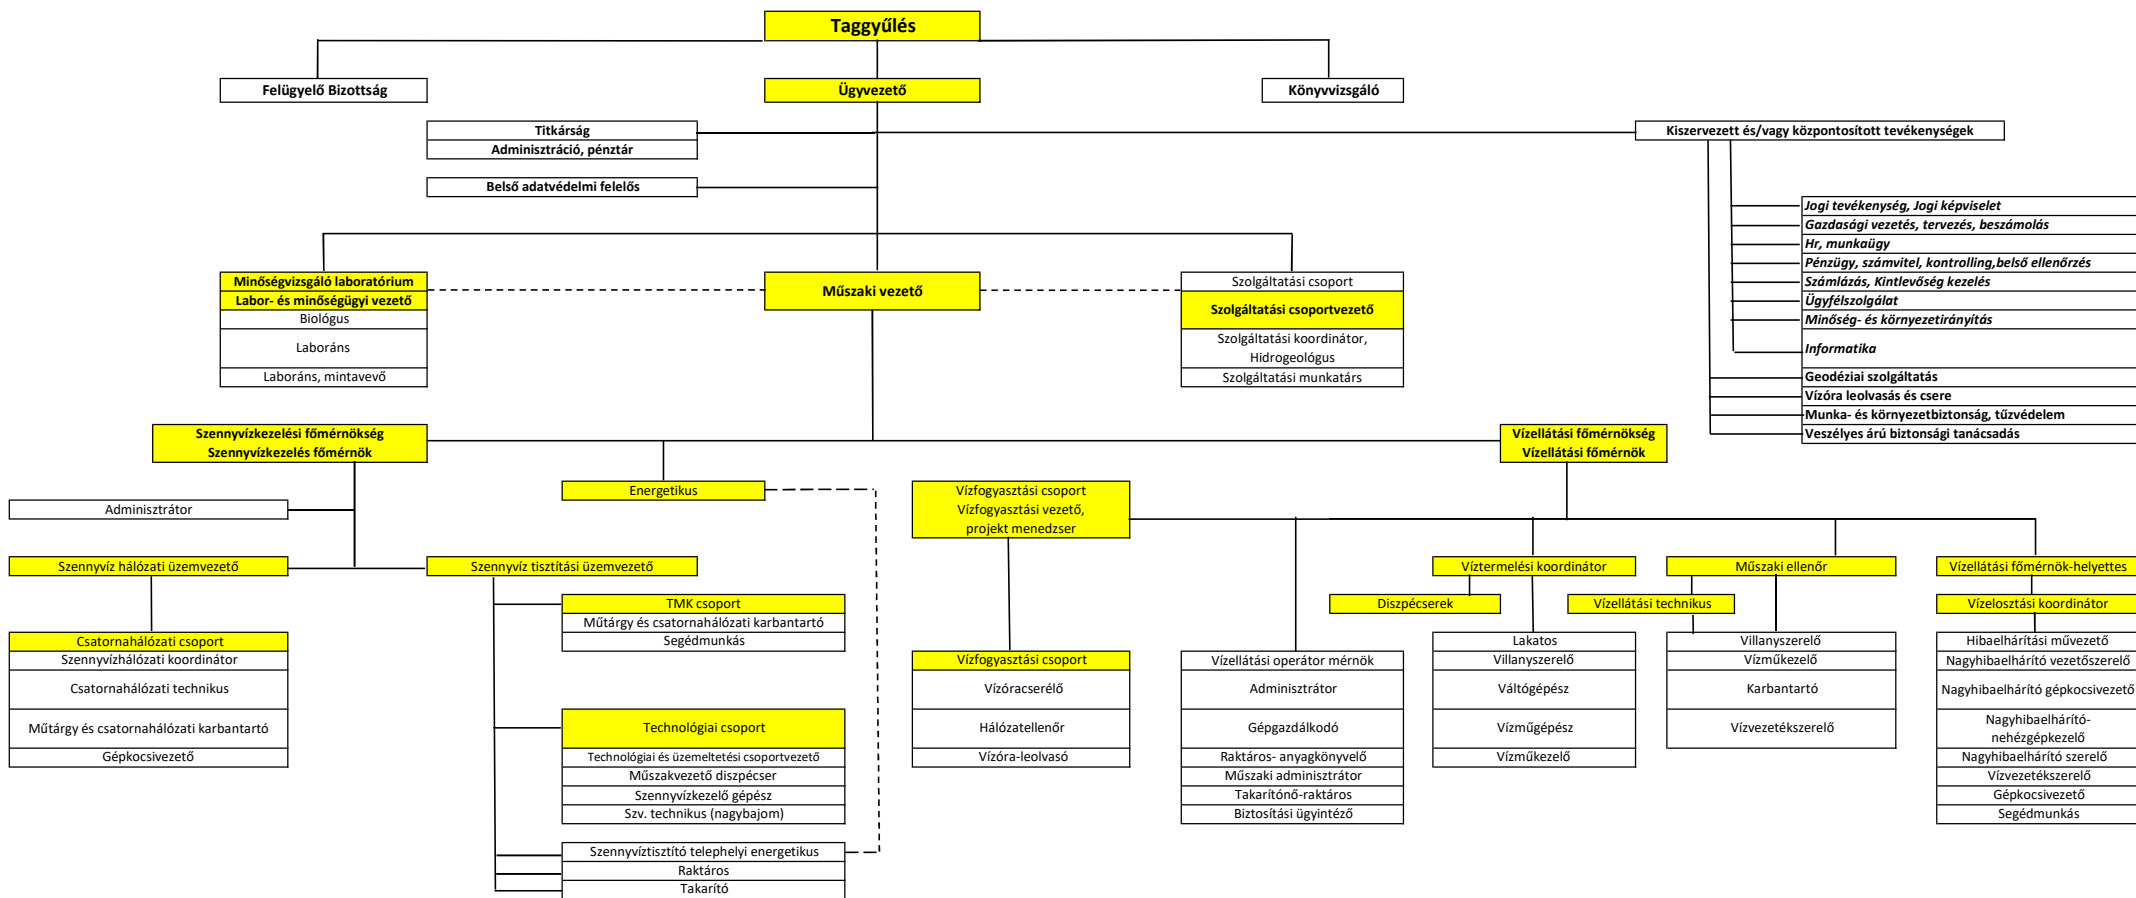 Taggyűlés
Felügyelő Bizottság
Ügyvezető
Könyvvizsgáló
Titkárság
Adminisztráció, pénztár
Kiszervezett és/vagy központosított tevékenységek
Belső adatvédelmi felelős
Jogi tevékenység, Jogi képviselet
Gazdasági vezetés, tervezés, beszámolás
Hr, munkaügy
Pénzügy, számvitel, kontrolling,belső ellenőrzés
Számlázás, Kintlevőség kezelés
Ügyfélszolgálat
Minőség- és környezetirányítás
Informatika
Geodéziai szolgáltatás
Vízóra leolvasás és csere
Munka- és környezetbiztonság, tűzvédelem
Veszélyes árú biztonsági tanácsadás
Minőségvizsgáló laboratórium
Labor- és minőségügyi vezető
Biológus
Laboráns
Laboráns, mintavevő
Műszaki vezető
Szolgáltatási csoport
Szolgáltatási csoportvezető
Szolgáltatási koordinátor,
Hidrogeológus
Szolgáltatási munkatárs
Szennyvízkezelési főmérnökség
Szennyvízkezelés főmérnök
Vízellátási főmérnökség
Vízellátási főmérnök
Energetikus
Adminisztrátor
Vízfogyasztási csoport
Vízfogyasztási vezető,
projekt menedzser
Szennyvíz hálózati üzemvezető
Szennyvíz tisztítási üzemvezető
Víztermelési koordinátor
Műszaki ellenőr
Vízellátási főmérnök-helyettes
Diszpécserek
Vízellátási technikus
Vízelosztási koordinátor
TMK csoport
Műtárgy és csatornahálózati karbantartó
Segédmunkás
Csatornahálózati csoport
Szennyvízhálózati koordinátor
Csatornahálózati technikus
Műtárgy és csatornahálózati karbantartó
Gépkocsivezető
Technológiai csoport
Technológiai és üzemeltetési csoportvezető
Műszakvezető diszpécser
Szennyvízkezelő gépész
Szv. technikus (nagybajom)
Szennyvíztisztító telephelyi energetikus
Raktáros
Takarító
Vízfogyasztási csoport
Vízóracserélő
Hálózatellenőr
Vízóra-leolvasó
Vízellátási operátor mérnök
Adminisztrátor
Gépgazdálkodó
Raktáros- anyagkönyvelő
Műszaki adminisztrátor
Takarítónő-raktáros
Biztosítási ügyintéző
Lakatos
Villanyszerelő
Váltógépész
Vízműgépész
Vízműkezelő
Villanyszerelő
Vízműkezelő
Karbantartó
Vízvezetékszerelő
Hibaelhárítási művezető
Nagyhibaelhárító vezetőszerelő
Nagyhibaelhárító gépkocsivezető
Nagyhibaelhárító-
nehézgépkezelő
Nagyhibaelhárító szerelő
Vízvezetékszerelő
Gépkocsivezető
Segédmunkás